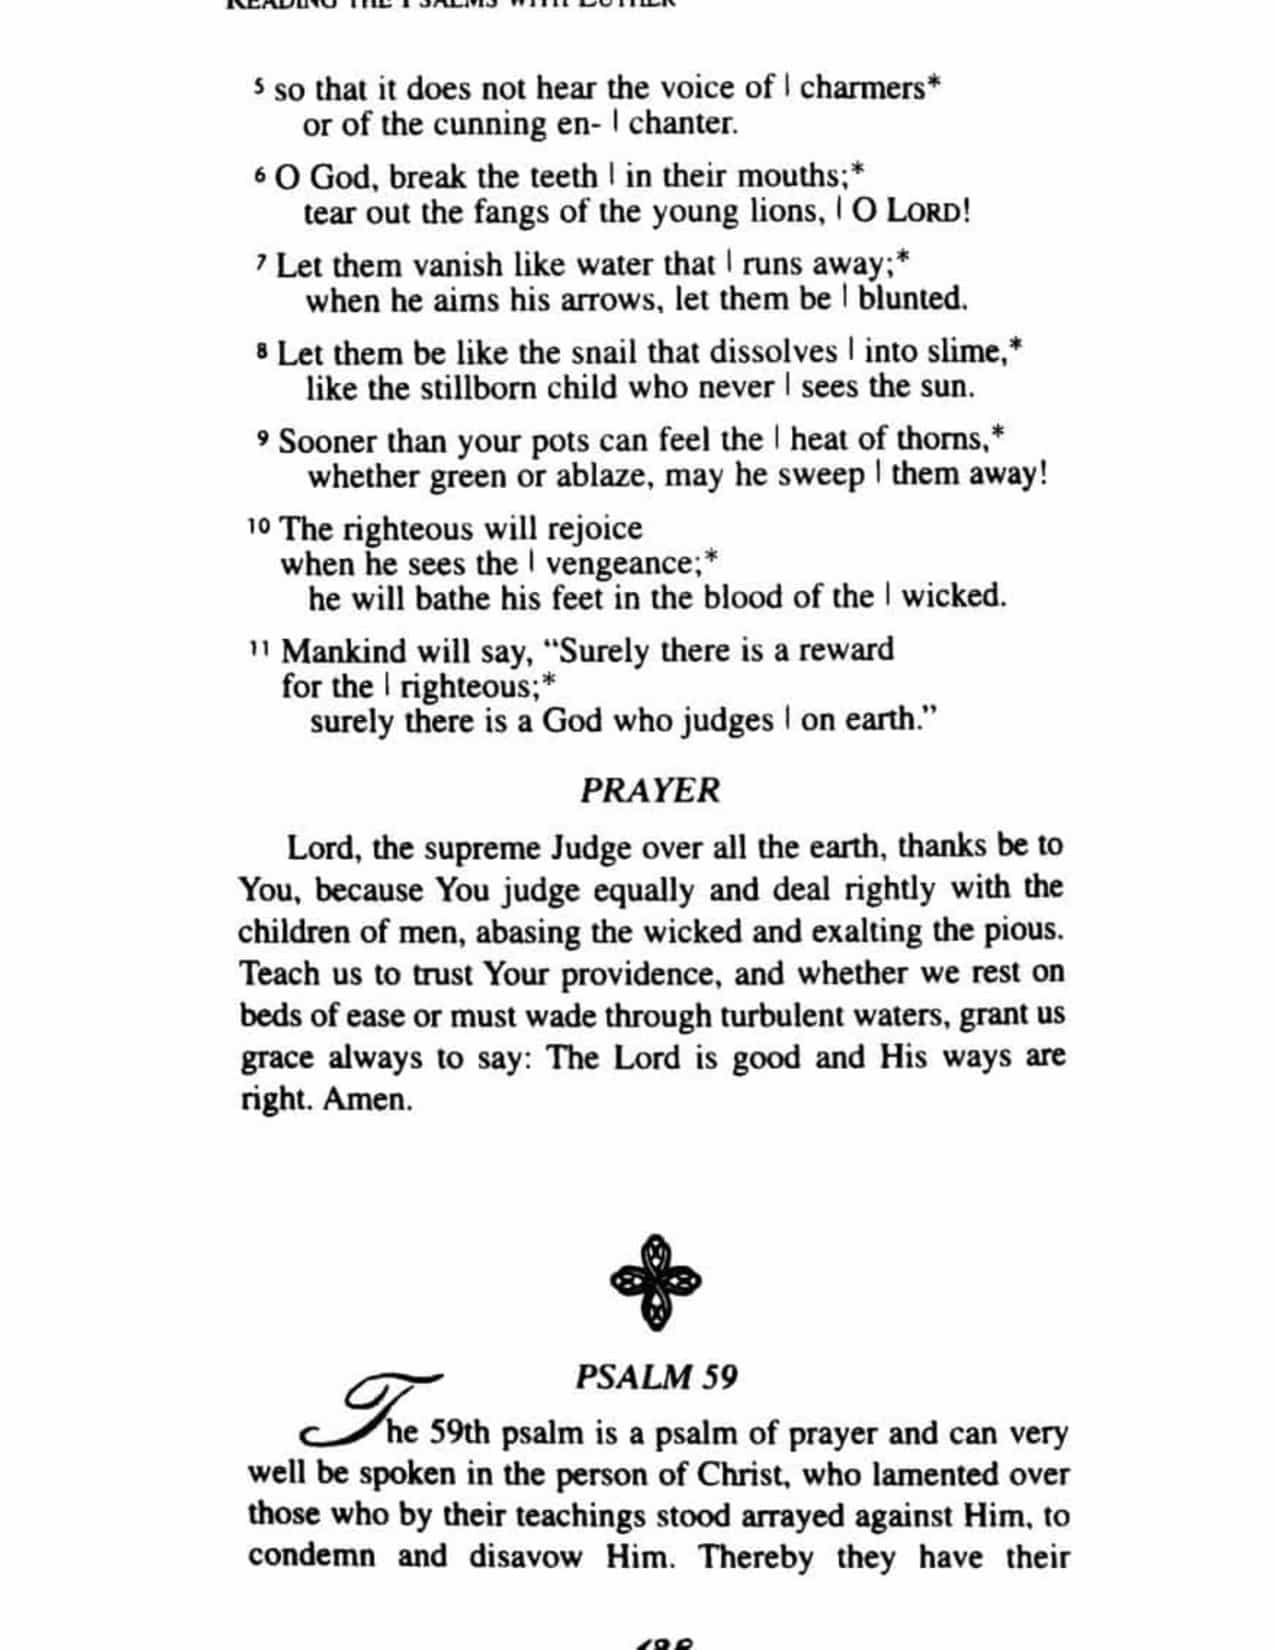 READING THE PSALMS WITH LUTHER
5 so that it does not hear the voice of | charmers*
or of the cunning en- | chanter.
6 O God, break the teeth | in their mouths;*
tear out the fangs of the young lions, | O LORD!
7 Let them vanish like water that | runs away;*
when he aims his arrows, let them be | blunted.
8 Let them be like the snail that dissolves | into slime,*
like the stillborn child who never | sees the sun.
9 Sooner than your pots can feel the | heat of thorns,*
whether green or ablaze, may he sweep | them away!
10 The righteous will rejoice
when he sees the | vengeance;*
he will bathe his feet in the blood of the | wicked.
11 Mankind will say, “Surely there is a reward
for the | righteous;*
surely there is a God who judges | on earth.”
PRAYER
Lord, the supreme Judge over all the earth, thanks be to
You, because You judge equally and deal rightly with the
children of men, abasing the wicked and exalting the pious.
Teach us to trust Your providence, and whether we rest on
beds of ease or must wade through turbulent waters, grant us
grace always to say: The Lord is good and His ways are
right. Amen.
PSALM 59
The 59th psalm is a psalm of prayer and can very
well be spoken in the person of Christ, who lamented over
those who by their teachings stood arrayed against Him, to
condemn and disavow Him. Thereby they have their